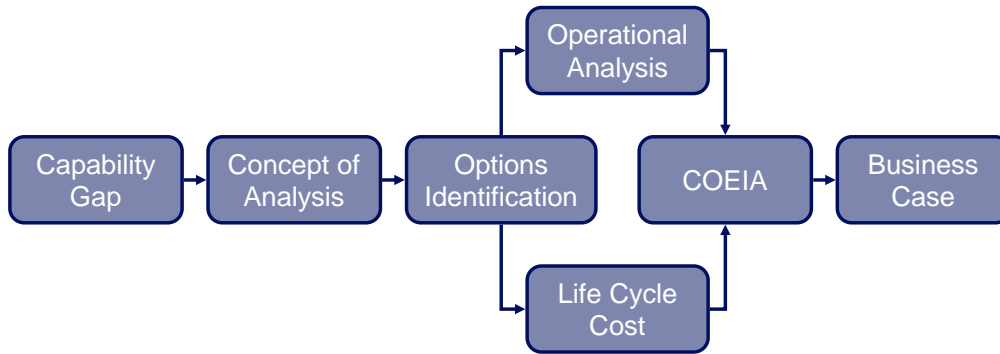 Operational
Analysis
Capability
Gap
Concept of
Analysis
Options
Identification
COEIA
Business
Case
Life Cycle
Cost